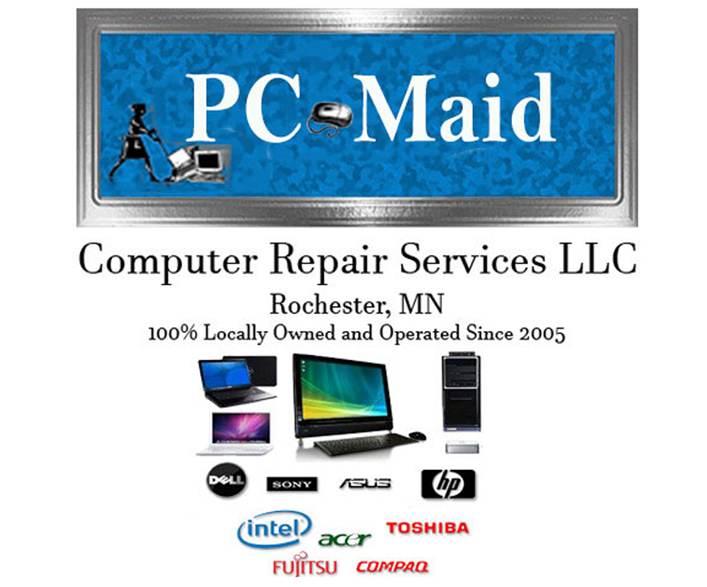 PC Maid
Computer Repair Services LLC
Rochester, MN
100% Locally Owned and Operated Since 2005
DELL SONY ASUS hp
intel acer TOSHIBA
FUJITSU COMPAQ